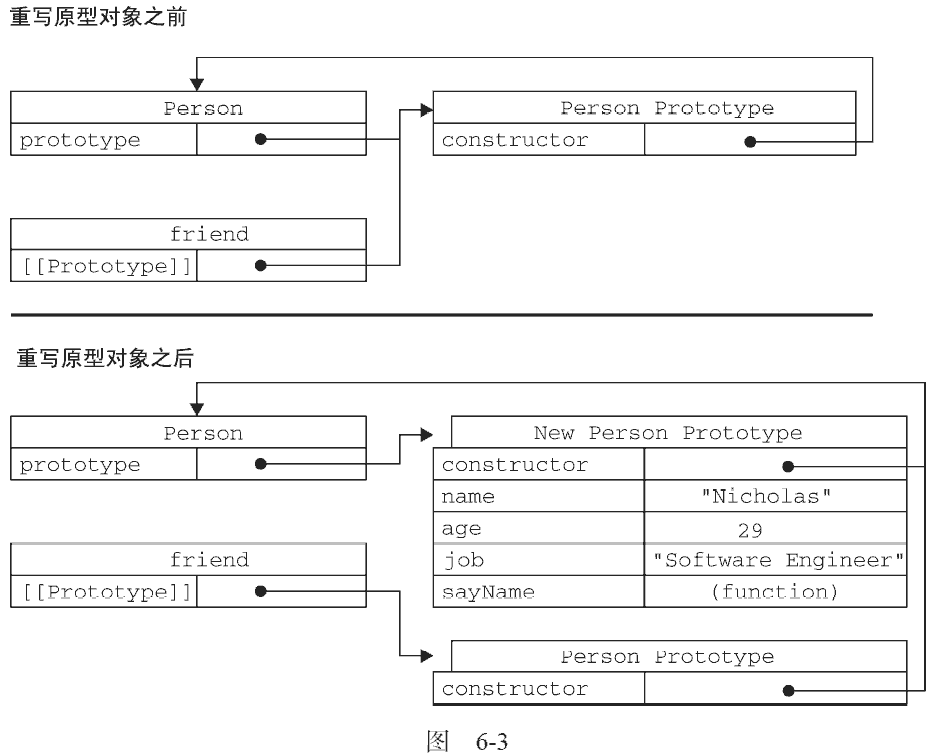 重写原型对象之前
Person
prototype
Person Prototype
constructor
friend
[[Prototype]]
重写原型对象之后
Person
prototype
New Person Prototype
constructor
name "Nicholas"
age 29
job "Software Engineer"
sayName (function)
friend
[[Prototype]]
Person Prototype
constructor
图 6-3